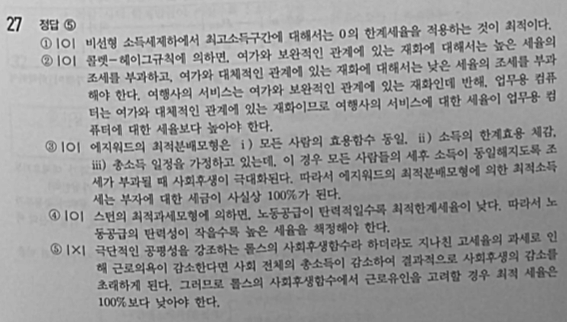 27 정답 ⑤
① |○| 비선형 소득세제하에서 최고소득구간에 대해서는 0의 한계세율을 적용하는 것이 최적이다.
② |○| 콜렛-헤이그규칙에 의하면, 여가와 보완적인 관계에 있는 재화에 대해서는 높은 세율의
조세를 부과하고, 여가와 대체적인 관계에 있는 재화에 대해서는 낮은 세율의 조세를 부과
해야 한다. 여행사의 서비스는 여가와 보완적인 관계에 있는 재화인데 반해, 업무용 컴퓨
터는 여가와 대체적인 관계에 있는 재화이므로 여행사의 서비스에 대한 세율이 업무용 컴
퓨터에 대한 세율보다 높아야 한다.
③ |○| 에지워드의 최적분배모형은 ⅰ) 모든 사람의 효용함수 동일, ⅱ) 소득의 한계효용 체감,
ⅲ) 총소득 일정을 가정하고 있는데, 이 경우 모든 사람들의 세후 소득이 동일해지도록 조
세가 부과될 때 사회후생이 극대화된다. 따라서 에지워드의 최적분배모형에 의한 최적소득
세는 부자에 대한 세금이 사실상 100%가 된다.
④ |○| 스턴의 최적과세모형에 의하면, 노동공급이 탄력적일수록 최적한계세율이 낮다. 따라서 노
동공급의 탄력성이 작을수록 높은 세율을 책정해야 한다.
⑤ |×| 극단적인 공평성을 강조하는 롤스의 사회후생함수라 하더라도 지나친 고세율의 과세로 인
해 근로의욕이 감소한다면 사회 전체의 총소득이 감소하여 결과적으로 사회후생의 감소를
초래하게 된다. 그러므로 롤스의 사회후생함수에서 근로유인을 고려할 경우 최적 세율은
100%보다 낮아야 한다.